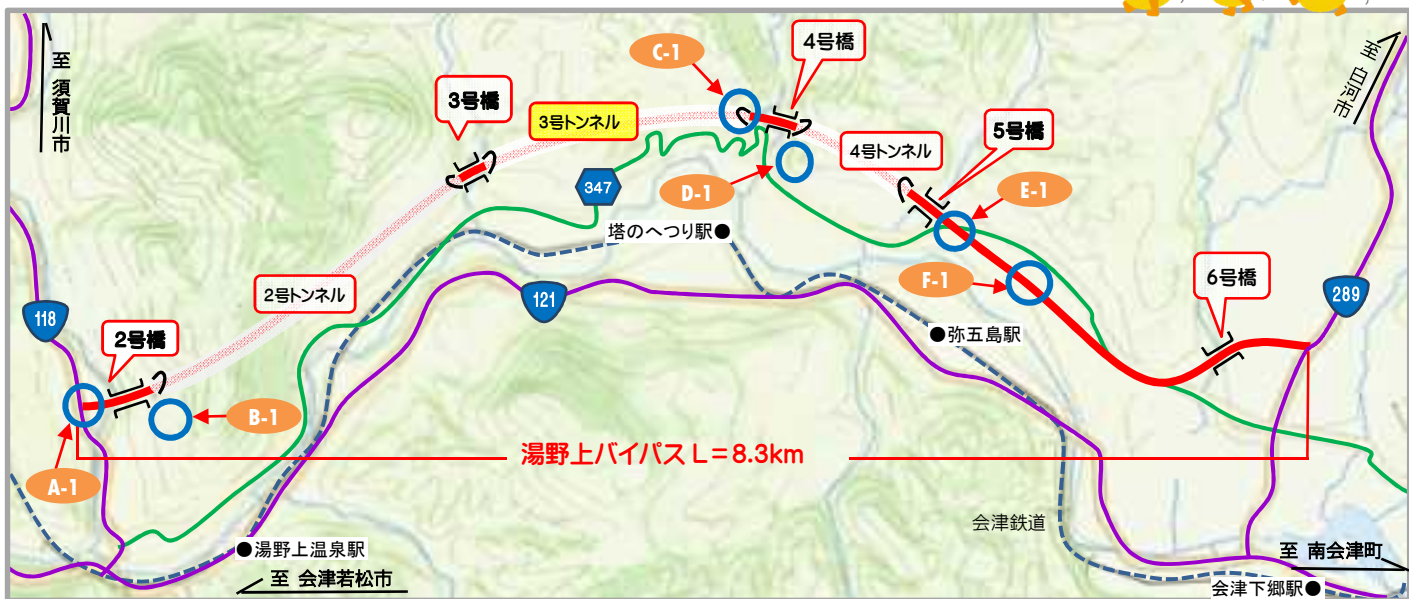 至 須賀川市
C-1
4号橋
至 白河市
3号橋
3号トンネル
5号橋
4号トンネル
347
D-1
E-1
塔のへつり駅●
2号トンネル
F-1
6号橋
118
121
289
2号橋
●弥五島駅
B-1
湯野上バイパスL=8.3km
A-1
会津鉄道
●湯野上温泉駅
至 南会津町
至 会津若松市
会津下郷駅●